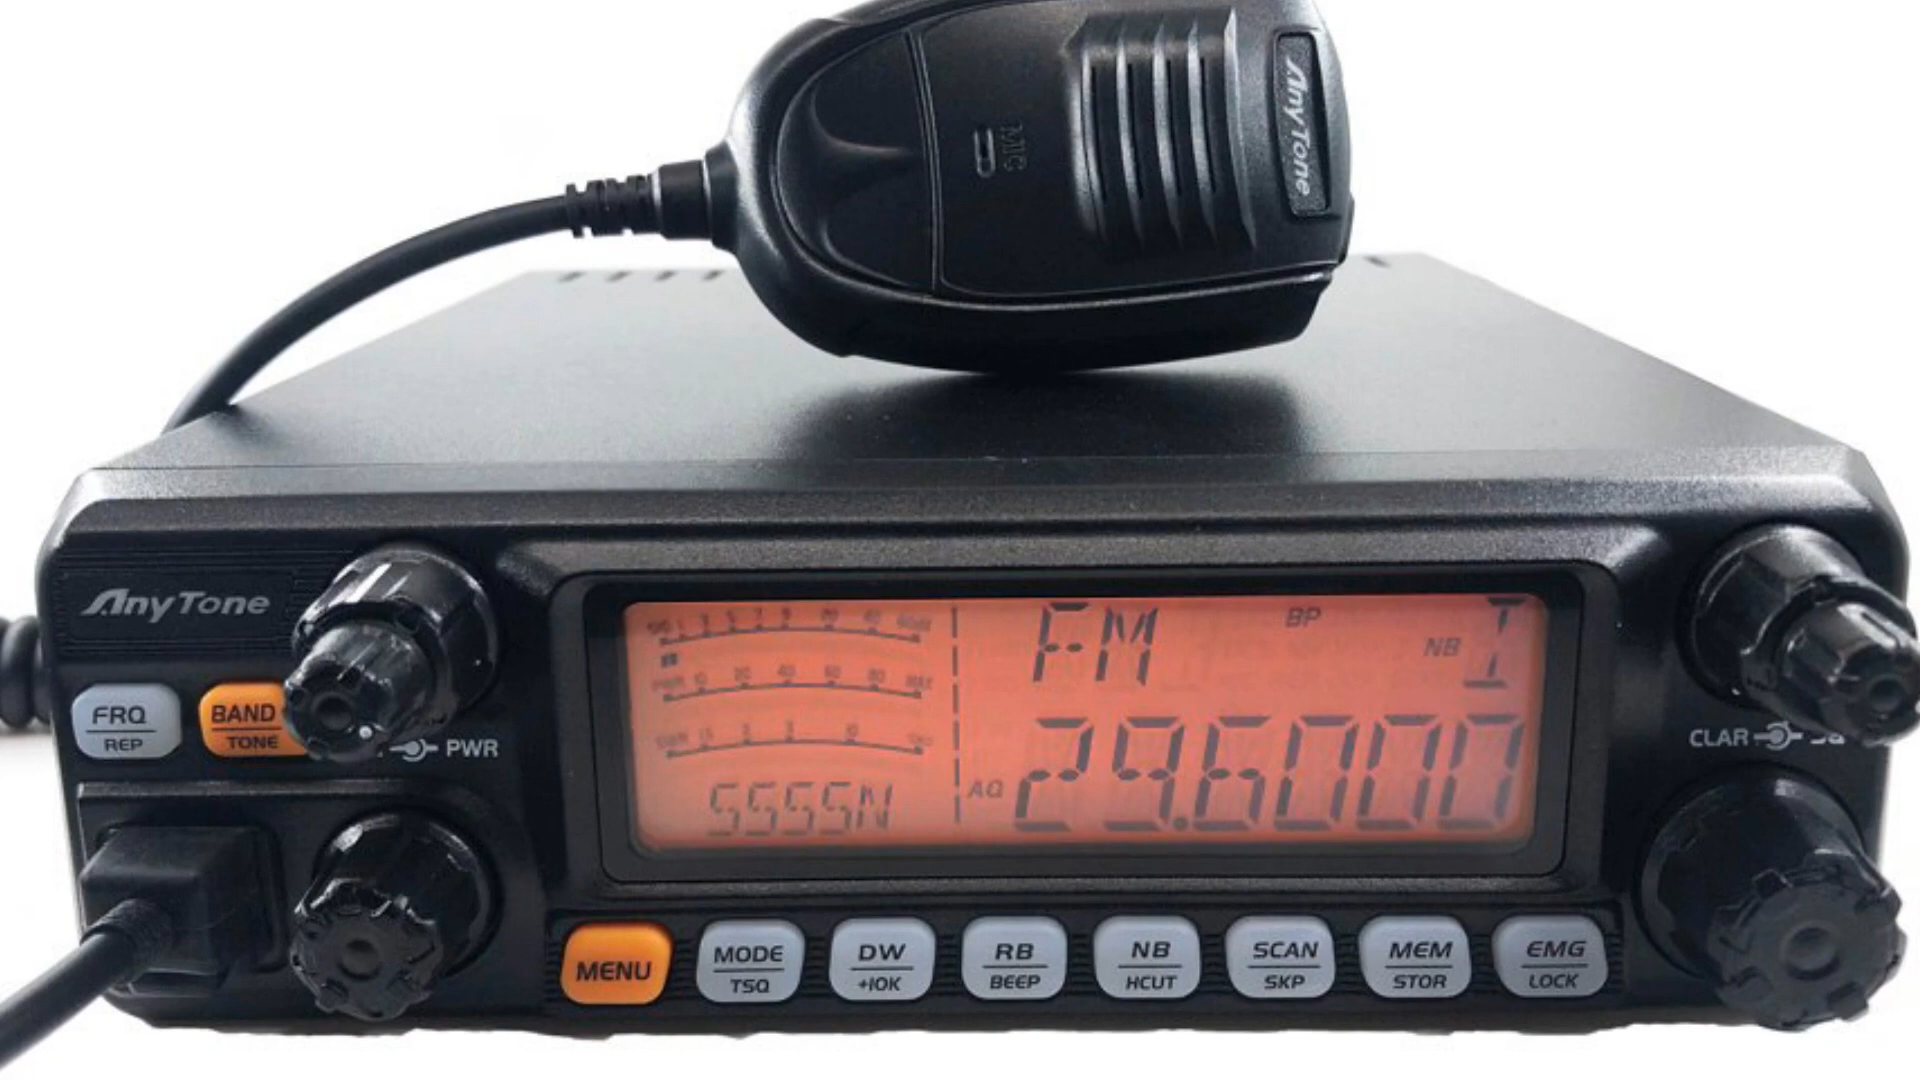 AnyTone
MIC
AnyTone
FRQ
REP
BAND
TONE
PWR
CLAR
FM
BP
NB
I
AQ
29.6000
5555N
MENU
MODE
TSQ
DW
+10K
RB
BEEP
NB
HCUT
SCAN
SKP
MEM
STOR
EMG
LOCK